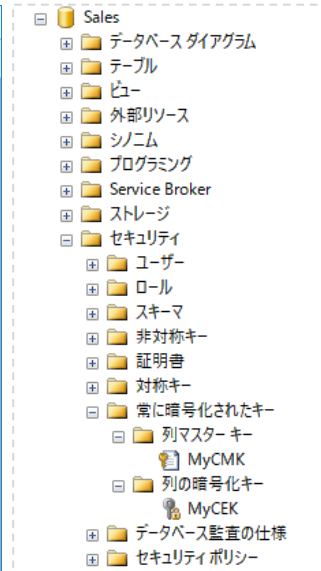 Sales
データベース ダイアグラム
テーブル
ビュー
外部リソース
シノニム
プログラミング
Service Broker
ストレージ
セキュリティ
ユーザー
ロール
スキーマ
非対称キー
証明書
対称キー
常に暗号化されたキー
列マスター キー
MyCMK
列の暗号化キー
MyCEK
データベース監査の仕様
セキュリティ ポリシー